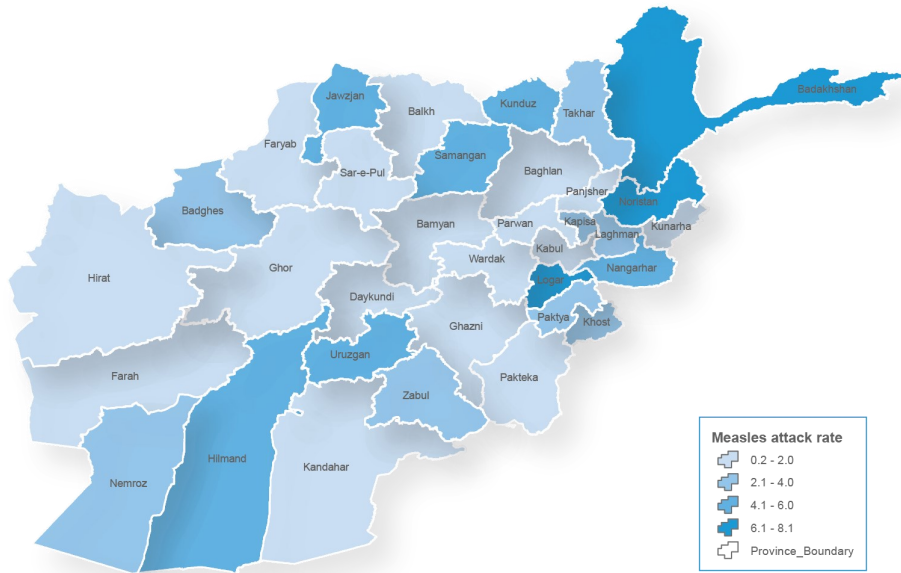 Badakhshan
Jawzjan
Balkh
Kunduz
Takhar
Faryab
Samangan
Sar-e-Pul
Baghlan
Panjsher
Noristan
Badghes
Bamyan
Parwan
Kapisa
Laghman
Kunarha
Kabul
Wardak
Nangarhar
Ghor
Hirat
Logar
Daykundi
Ghazni
Paktya
Khost
Uruzgan
Farah
Pakteka
Zabul
Hilmand
Kandahar
Nemroz
Measles attack rate
0.2 - 2.0
2.1 - 4.0
4.1 - 6.0
6.1 - 8.1
Province_Boundary